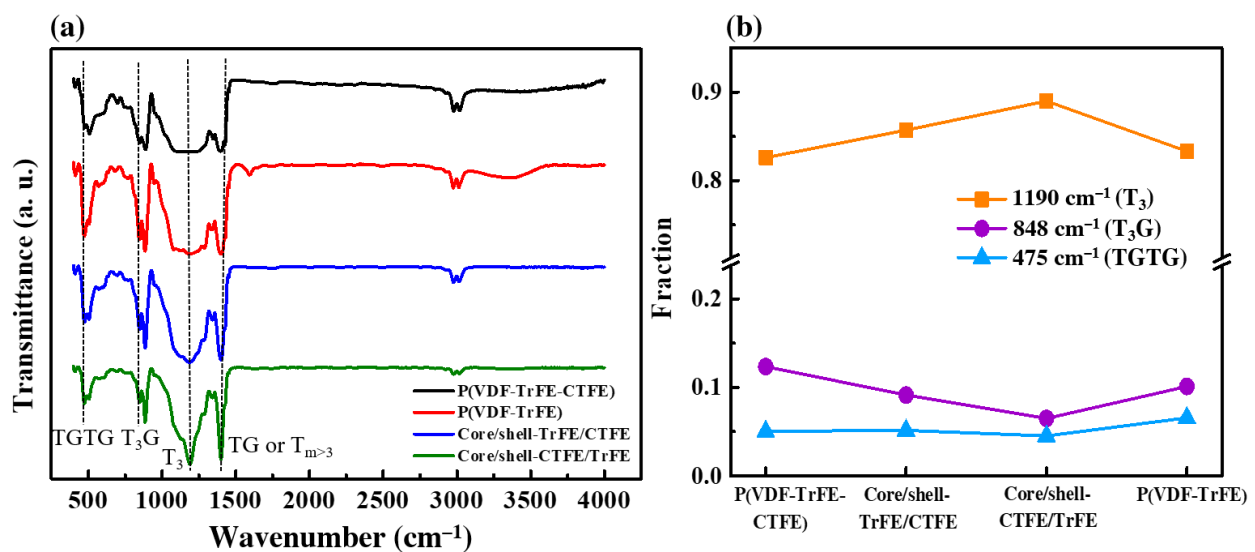 (a)
Transmittance (a. u.)
TGTG T₃G
T₃
TG or Tₘ>₃
P(VDF-TrFE-CTFE)
P(VDF-TrFE)
Core/shell-TrFE/CTFE
Core/shell-CTFE/TrFE
500 1000 1500 2000 2500 3000 3500 4000
Wavenumber (cm⁻¹)
(b)
Fraction
0.9
0.8
0.2
0.1
0.0
1190 cm⁻¹ (T₃)
848 cm⁻¹ (T₃G)
475 cm⁻¹ (TGTG)
P(VDF-TrFE-
CTFE)
Core/shell-
TrFE/CTFE
Core/shell-
CTFE/TrFE
P(VDF-TrFE)